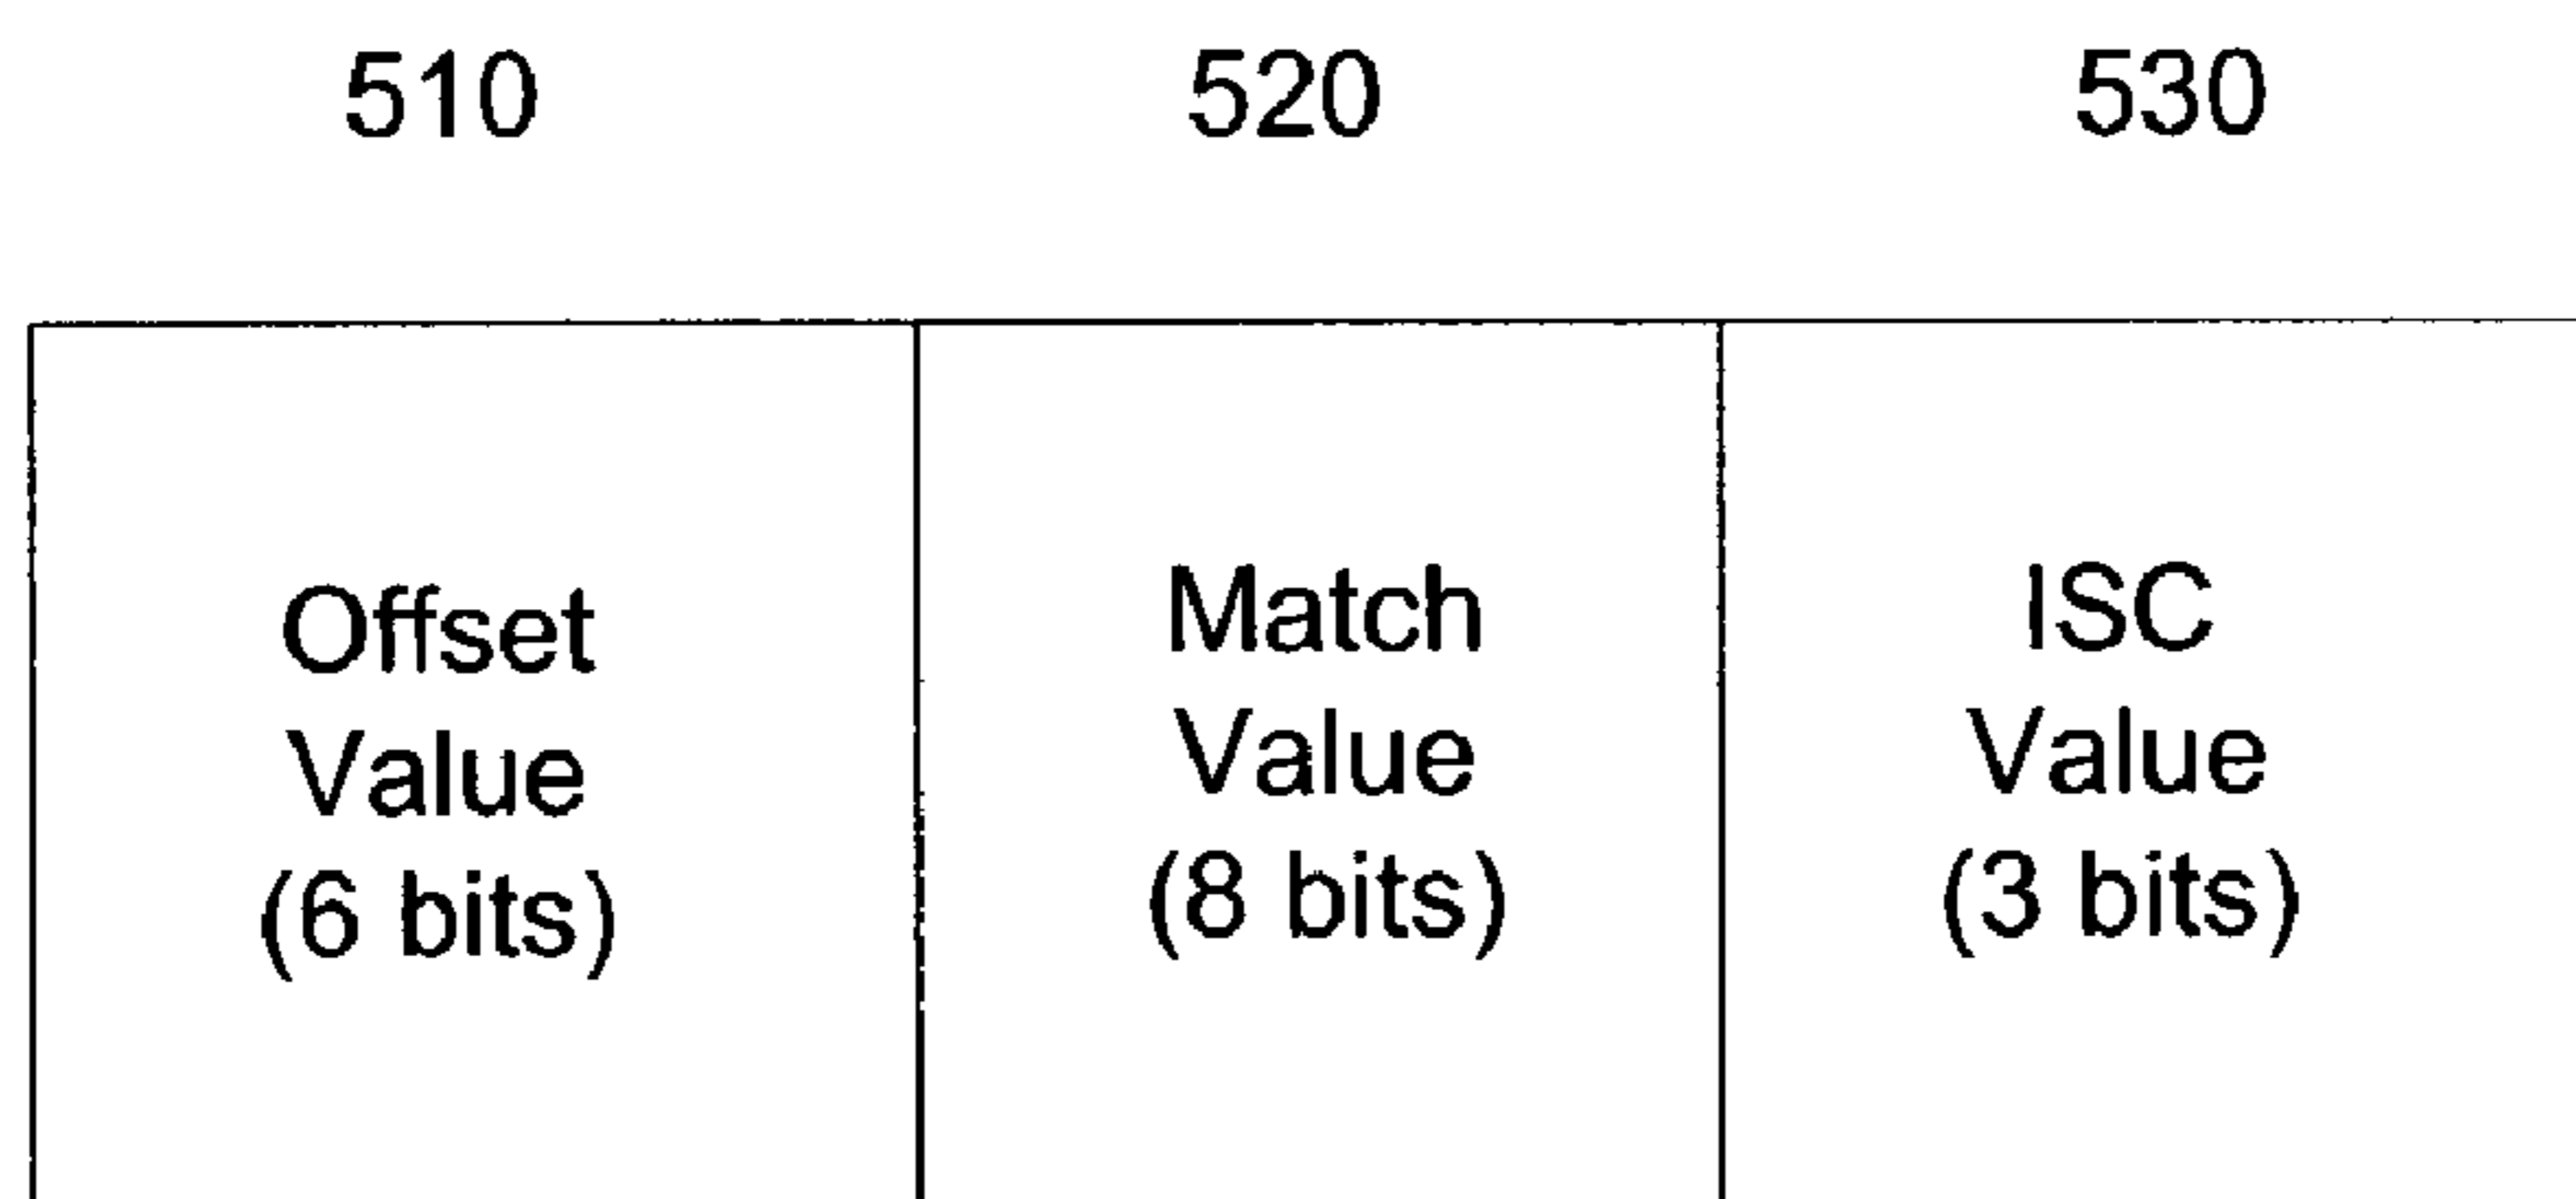 510 520 530
Offset
Value
(6 bits)
Match
Value
(8 bits)
ISC
Value
(3 bits)